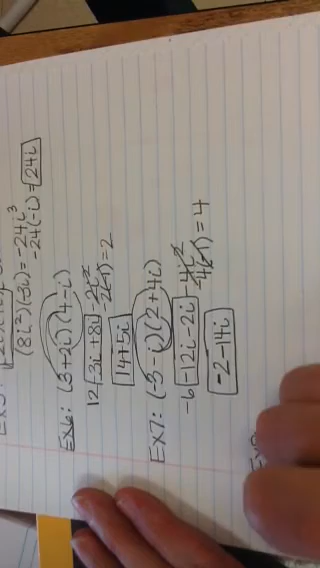 (8i²)(-3i) = -24i³
-24(-i) = 24i
Ex6: (3+2i)(4-i)
12 -3i+8i -2i²
-2(-1)=2
14+5i
Ex7: (-3-i)(2+4i)
-6 -12i-2i -4i²
4(-1)=4
-2-14i